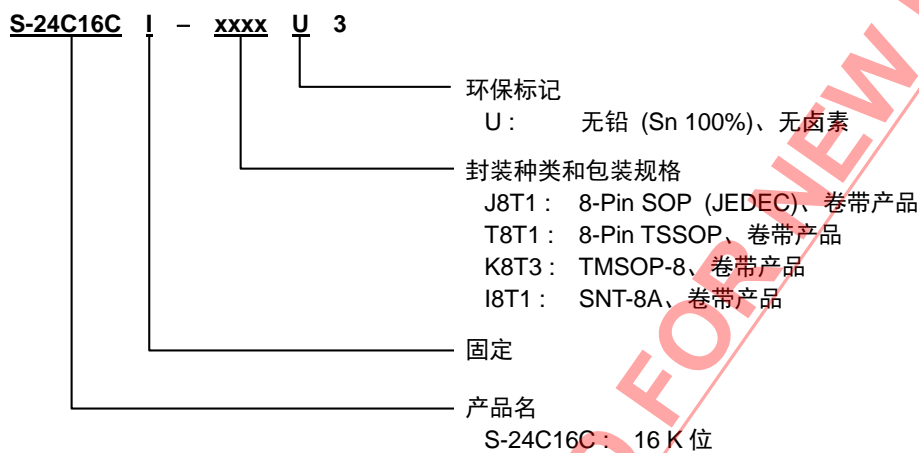 S-24C16C I – xxxx U 3
环保标记
U : 无铅 (Sn 100%)、无卤素
封装种类和包装规格
J8T1 : 8-Pin SOP (JEDEC)、卷带产品
T8T1 : 8-Pin TSSOP、卷带产品
K8T3 : TMSOP-8、卷带产品
I8T1 : SNT-8A、卷带产品
固定
产品名
S-24C16C : 16 K 位
FOR NEW